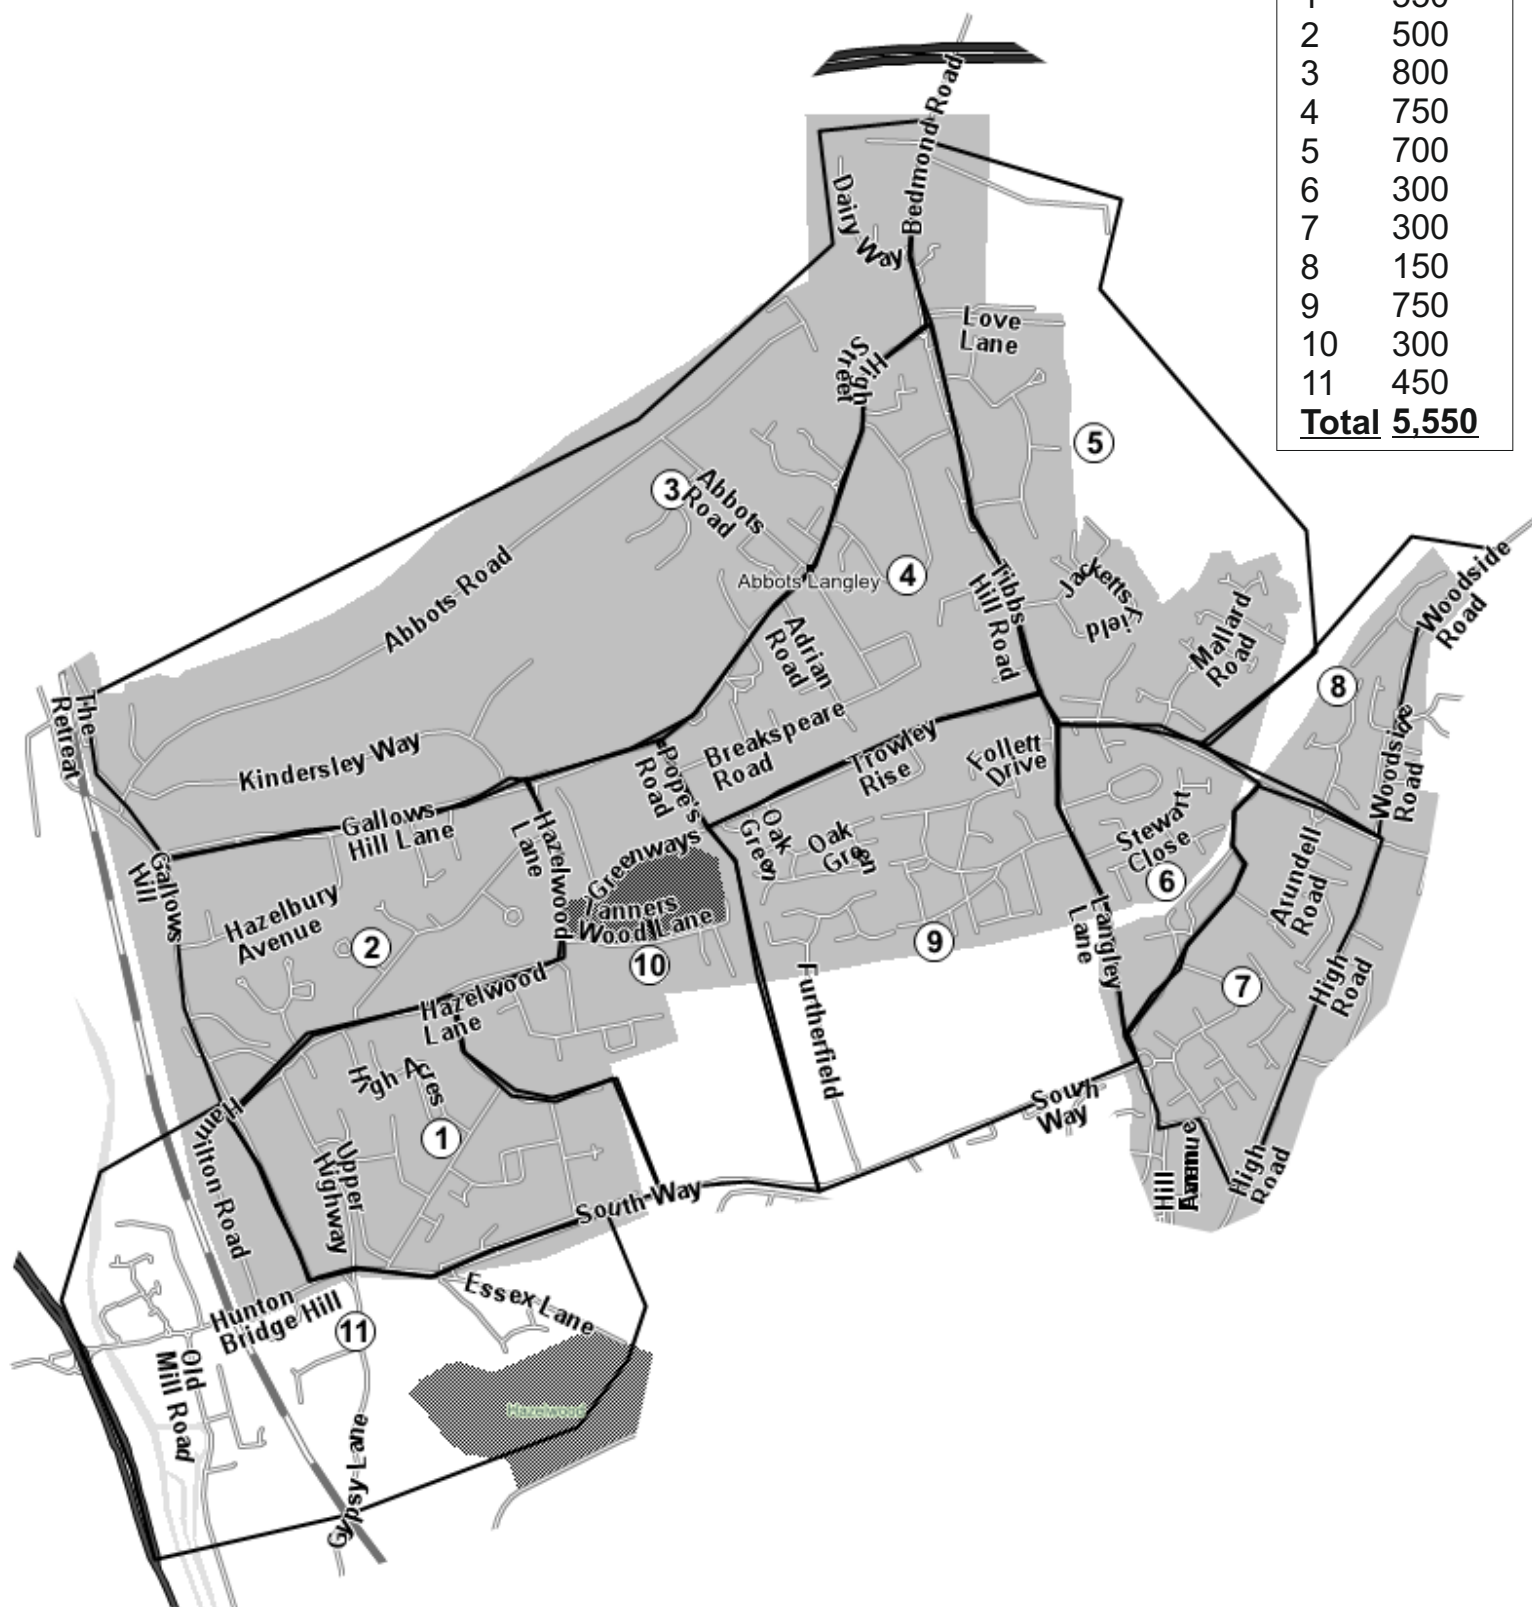 2 500
3 800
4 750
5 700
6 300
7 300
8 150
9 750
10 300
11 450
Total 5,550
Bedmond Road
Dairy Way
Love
Lane
High
Street
5
3
Abbots
Road
Abbots Langley
4
Abbots Road
Tibbs
Hill Road
Jacketts
Field
Mallard
Road
Woodside
Road
8
Adrian
Road
The
Retreat
Kindersley Way
Breakspeare
Road
Pope's
Road
Trowley
Rise
Follett
Drive
Woodside
Road
Gallows
Hill Lane
Hazelwood
Lane
Greenways
Oak
Green
Oak
Green
Stewart
Close
6
Arundell
Road
Gallows
Hill
Hazelbury
Avenue
2
Tanners
Wood Lane
10
9
Langley
Lane
7
High
Road
Hazelwood
Lane
Furtherfield
High Acres
1
South
Way
Hamilton Road
Upper
Highway
South Way
Hill
High
Road
Essex Lane
Hunton
Bridge Hill
11
Old
Mill Road
Hazelwood
Gypsy Lane